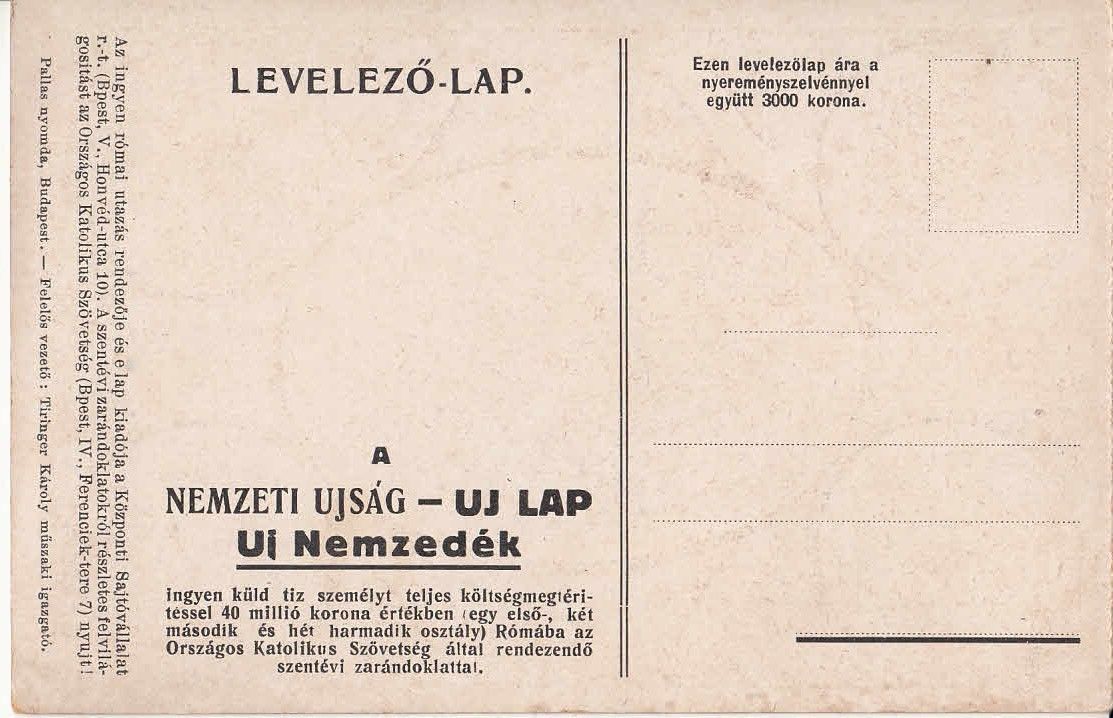 LEVELEZŐ-LAP.
Ezen levelezőlap ára a
nyereményszelvénnyel
együtt 3000 korona.
A
NEMZETI UJSÁG – UJ LAP
Uj Nemzedék
ingyen küld tiz személyt teljes költségmegtéri-
téssel 40 millió korona értékben (egy első-, két
második és hét harmadik osztály) Rómába az
Országos Katolikus Szövetség által rendezendő
szentévi zarándoklattal.
Az ingyen római utazás rendezője és e lap kiadója a Központi Sajtóvállalat
r.-t. (Bpest, V., Honvéd-utca 10). A szentévi zarándoklatokról részletes felvilá-
gositást az Országos Katolikus Szövetség (Bpest, IV., Ferenciek-tere 7) nyujt!
Pallas nyomda, Budapest. — Felelős vezető: Tiringer Károly műszaki igazgató.